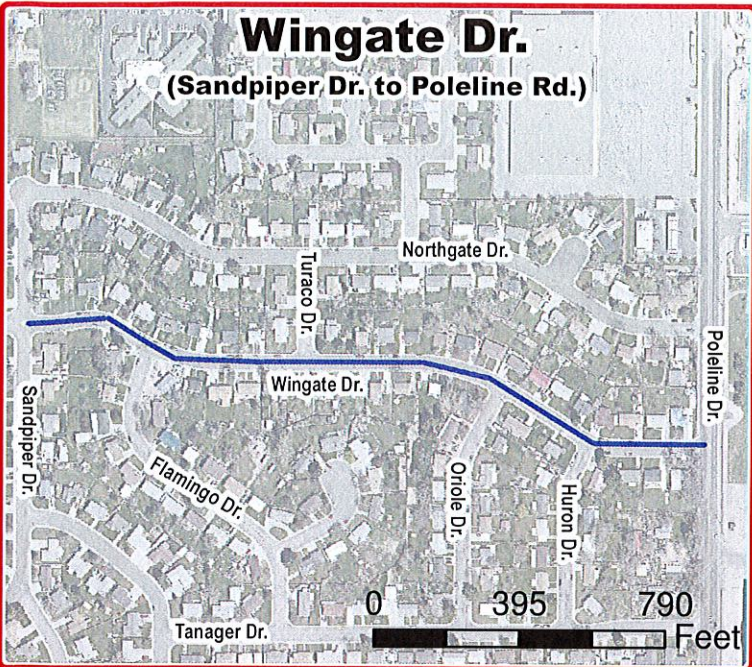 Wingate Dr.
(Sandpiper Dr. to Poleline Rd.)
Northgate Dr.
Turaco Dr.
Poleline Dr.
Wingate Dr.
Sandpiper Dr.
Flamingo Dr.
Oriole Dr.
Huron Dr.
0 395 790
Feet
Tanager Dr.